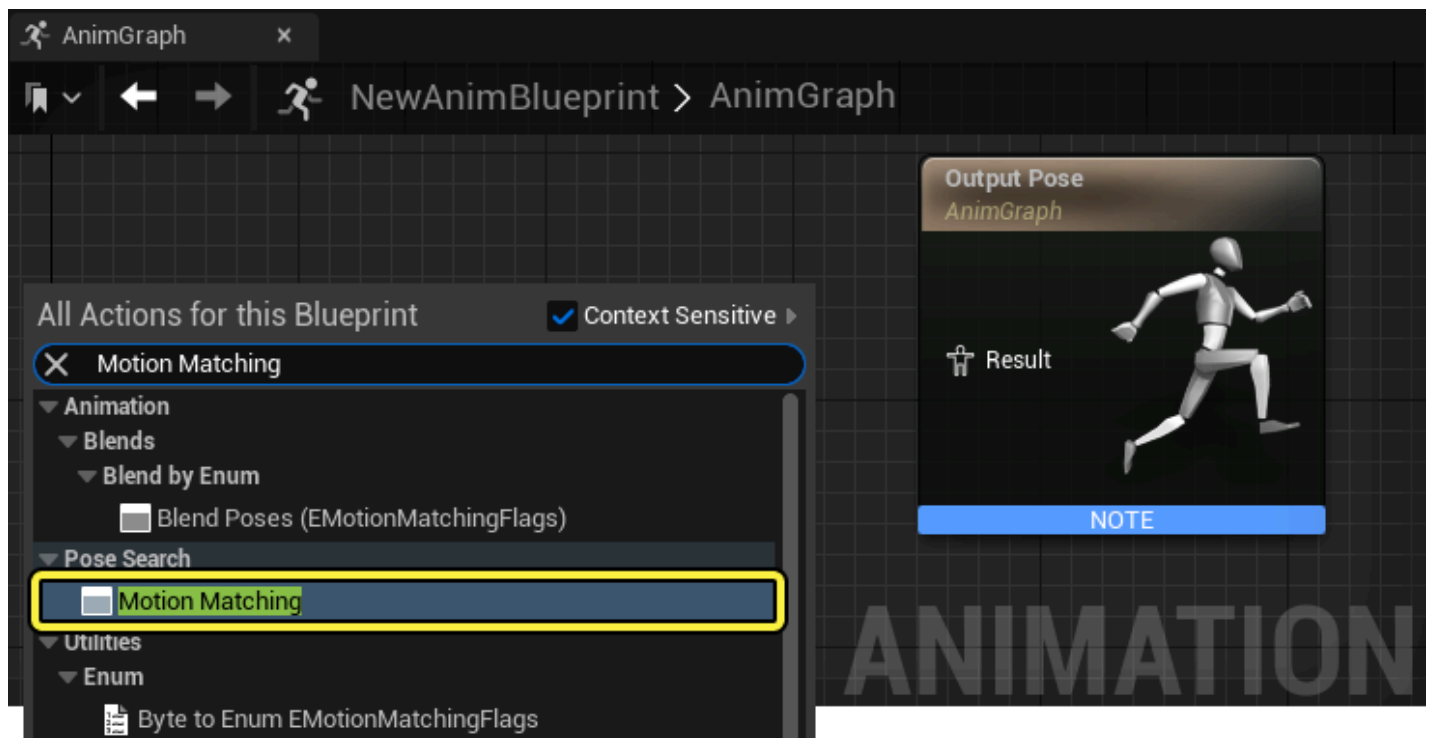 AnimGraph
NewAnimBlueprint > AnimGraph
Output Pose
AnimGraph
Result
NOTE
All Actions for this Blueprint
Context Sensitive
Motion Matching
Animation
Blends
Blend by Enum
Blend Poses (EMotionMatchingFlags)
Pose Search
Motion Matching
Utilities
Enum
Byte to Enum EMotionMatchingFlags
ANIMATION